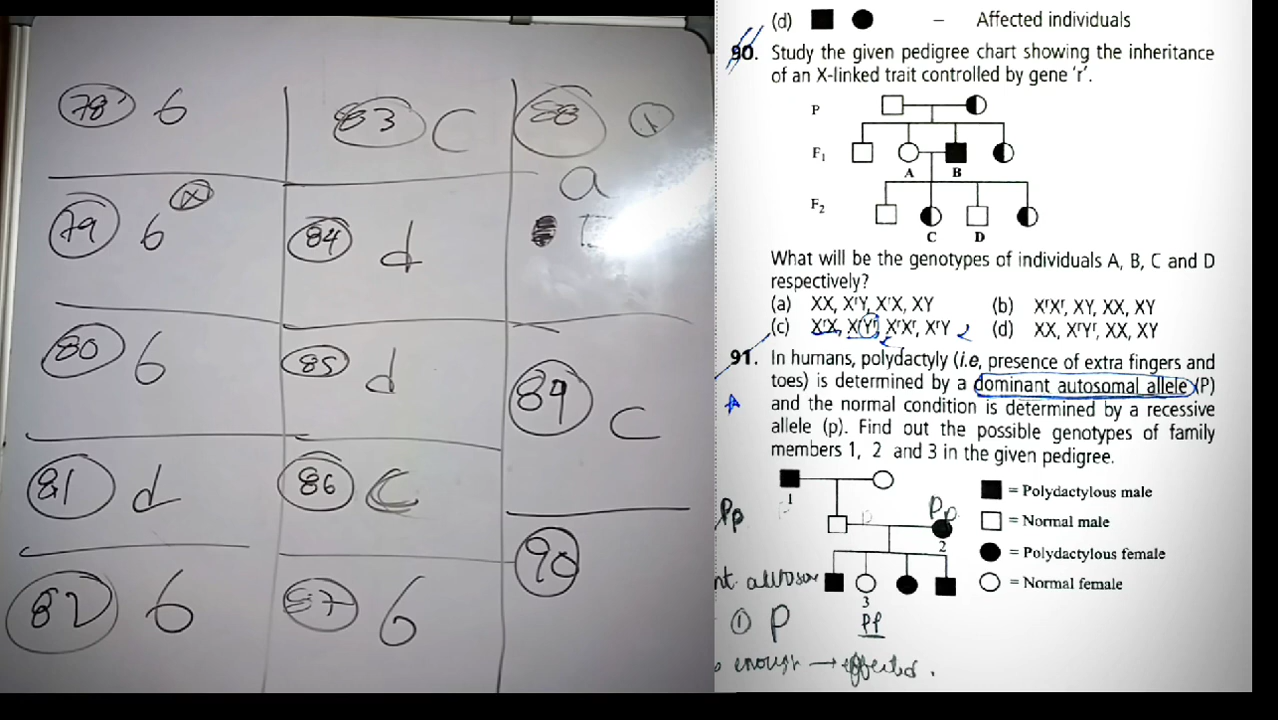 78 b
83 C
88
a
79 b
84 d
80 b
85 d
89 C
81 d
86 C
90
82 b
87 b
(d) – Affected individuals
90. Study the given pedigree chart showing the inheritance
of an X-linked trait controlled by gene 'r'.
P
F₁
A B
F₂
C D
What will be the genotypes of individuals A, B, C and D
respectively?
(a) XX, XʳY, XʳX, XY (b) XʳXʳ, XY, XX, XY
(c) XʳX, XYʳ, XʳXʳ, XʳY (d) XX, XʳYʳ, XX, XY
91. In humans, polydactyly (i.e, presence of extra fingers and
toes) is determined by a dominant autosomal allele (P)
and the normal condition is determined by a recessive
allele (p). Find out the possible genotypes of family
members 1, 2 and 3 in the given pedigree.
1
= Polydactylous male
Pp
Pp
= Normal male
2
= Polydactylous female
= Normal female
3
① P
pp
enough → effected.